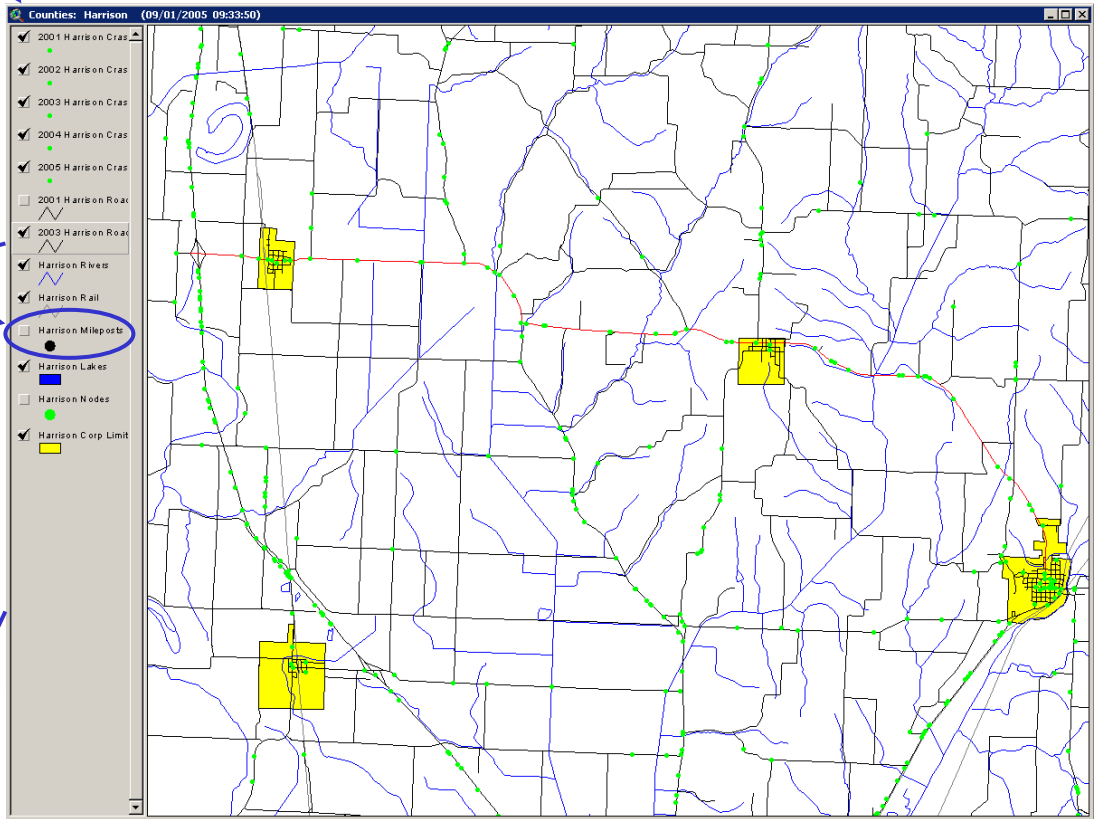 Counties: Harrison (09/01/2005 09:33:50)
2001 Harrison Cras
2002 Harrison Cras
2003 Harrison Cras
2004 Harrison Cras
2005 Harrison Cras
2001 Harrison Road
2003 Harrison Road
Harrison Rivers
Harrison Rail
Harrison Mileposts
Harrison Lakes
Harrison Nodes
Harrison Corp Limit